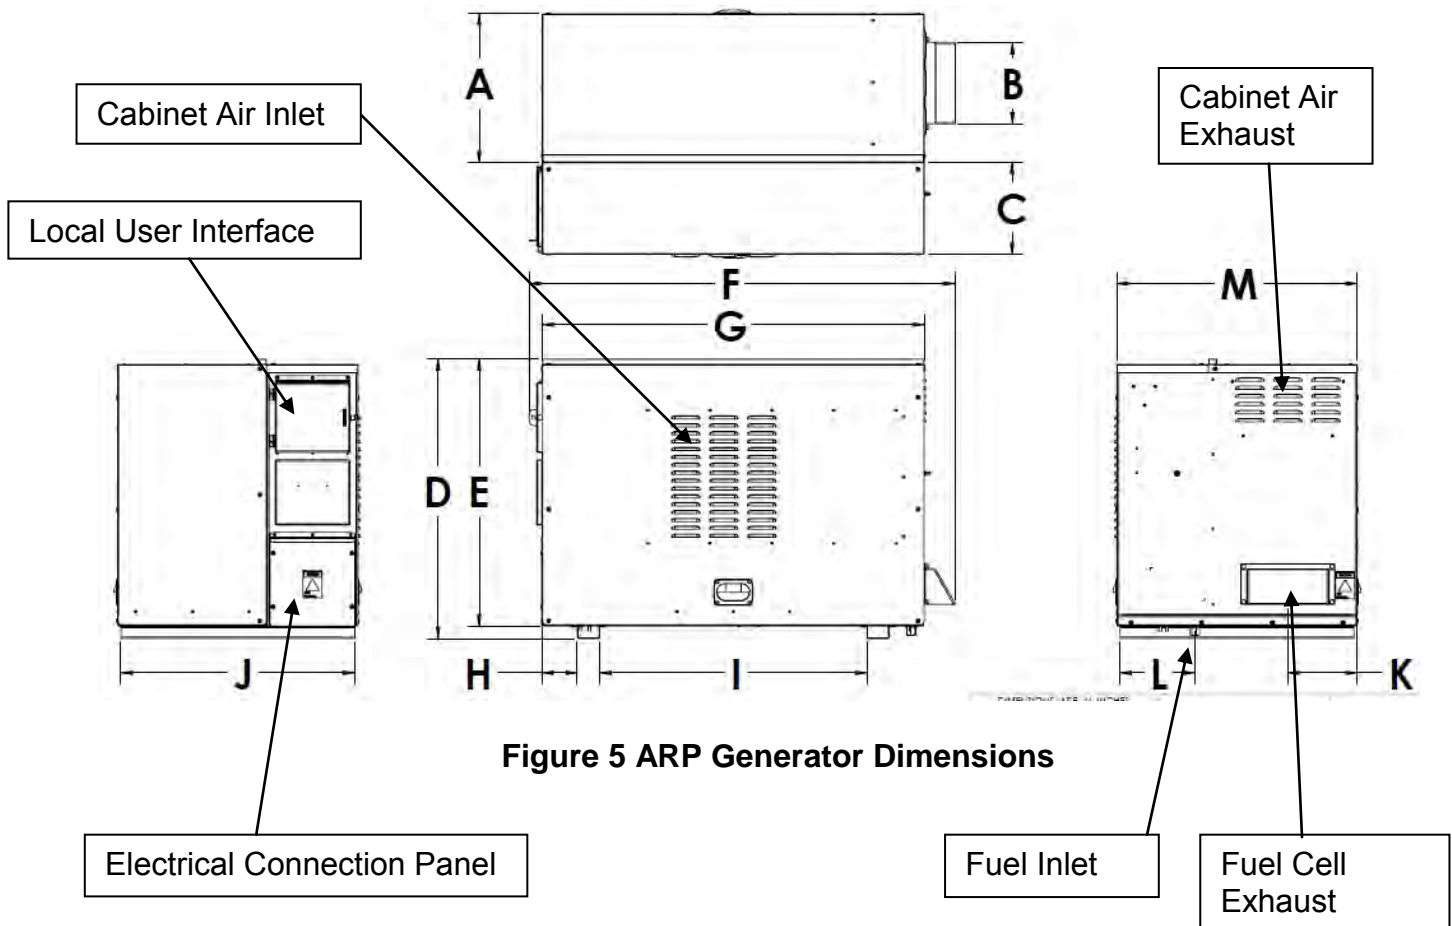 A
B
Cabinet Air Inlet
Cabinet Air
Exhaust
C
Local User Interface
F
M
G
D
E
J
H
I
L
K
Figure 5 ARP Generator Dimensions
Electrical Connection Panel
Fuel Inlet
Fuel Cell
Exhaust